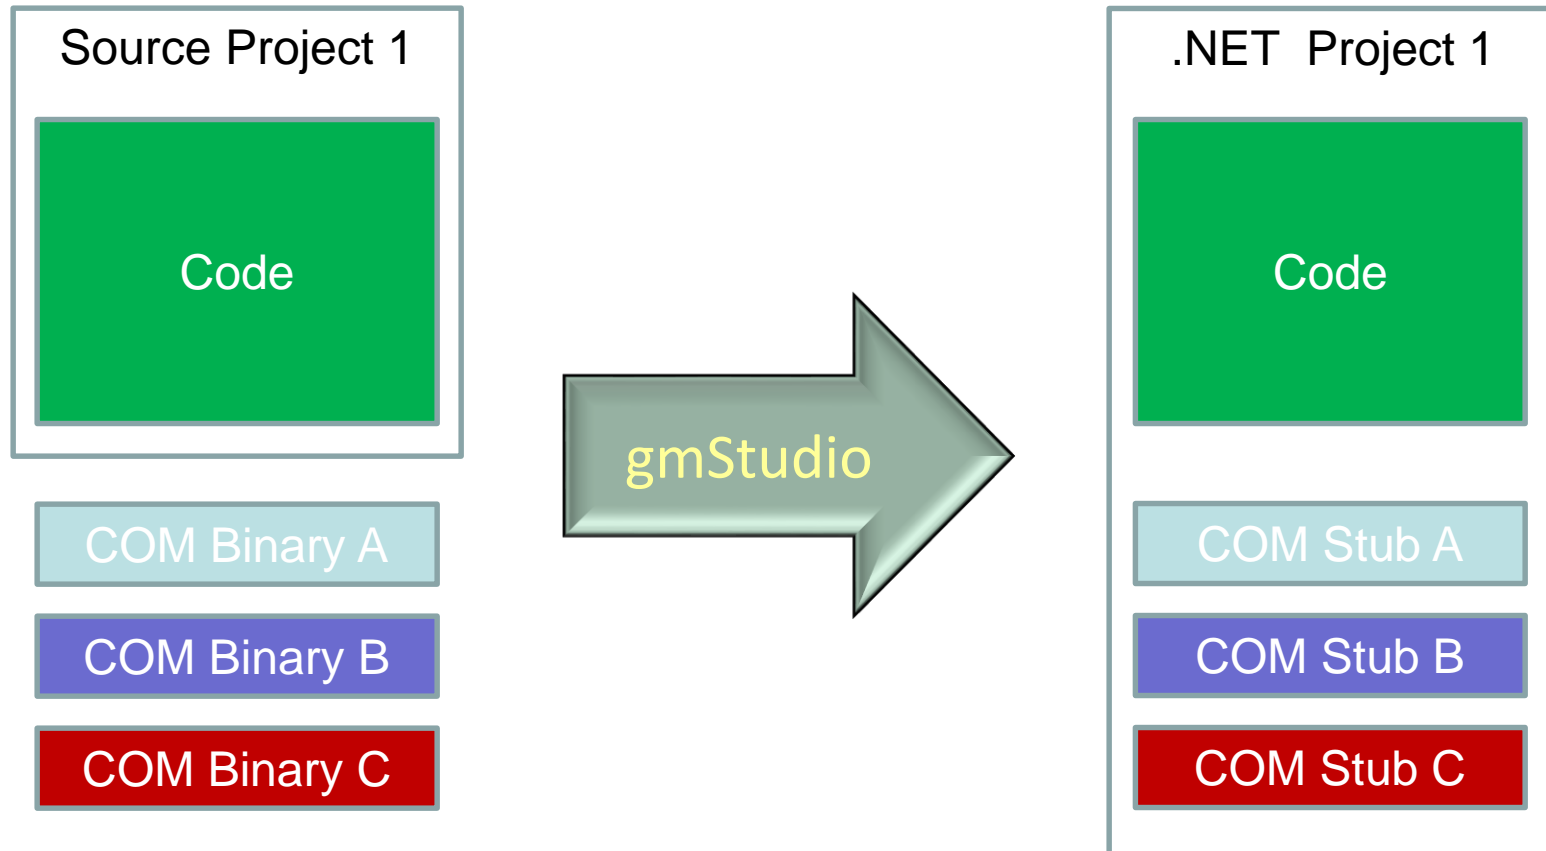 Source Project 1
Code
COM Binary A
COM Binary B
COM Binary C
gmStudio
.NET  Project 1
Code
COM Stub A
COM Stub B
COM Stub C